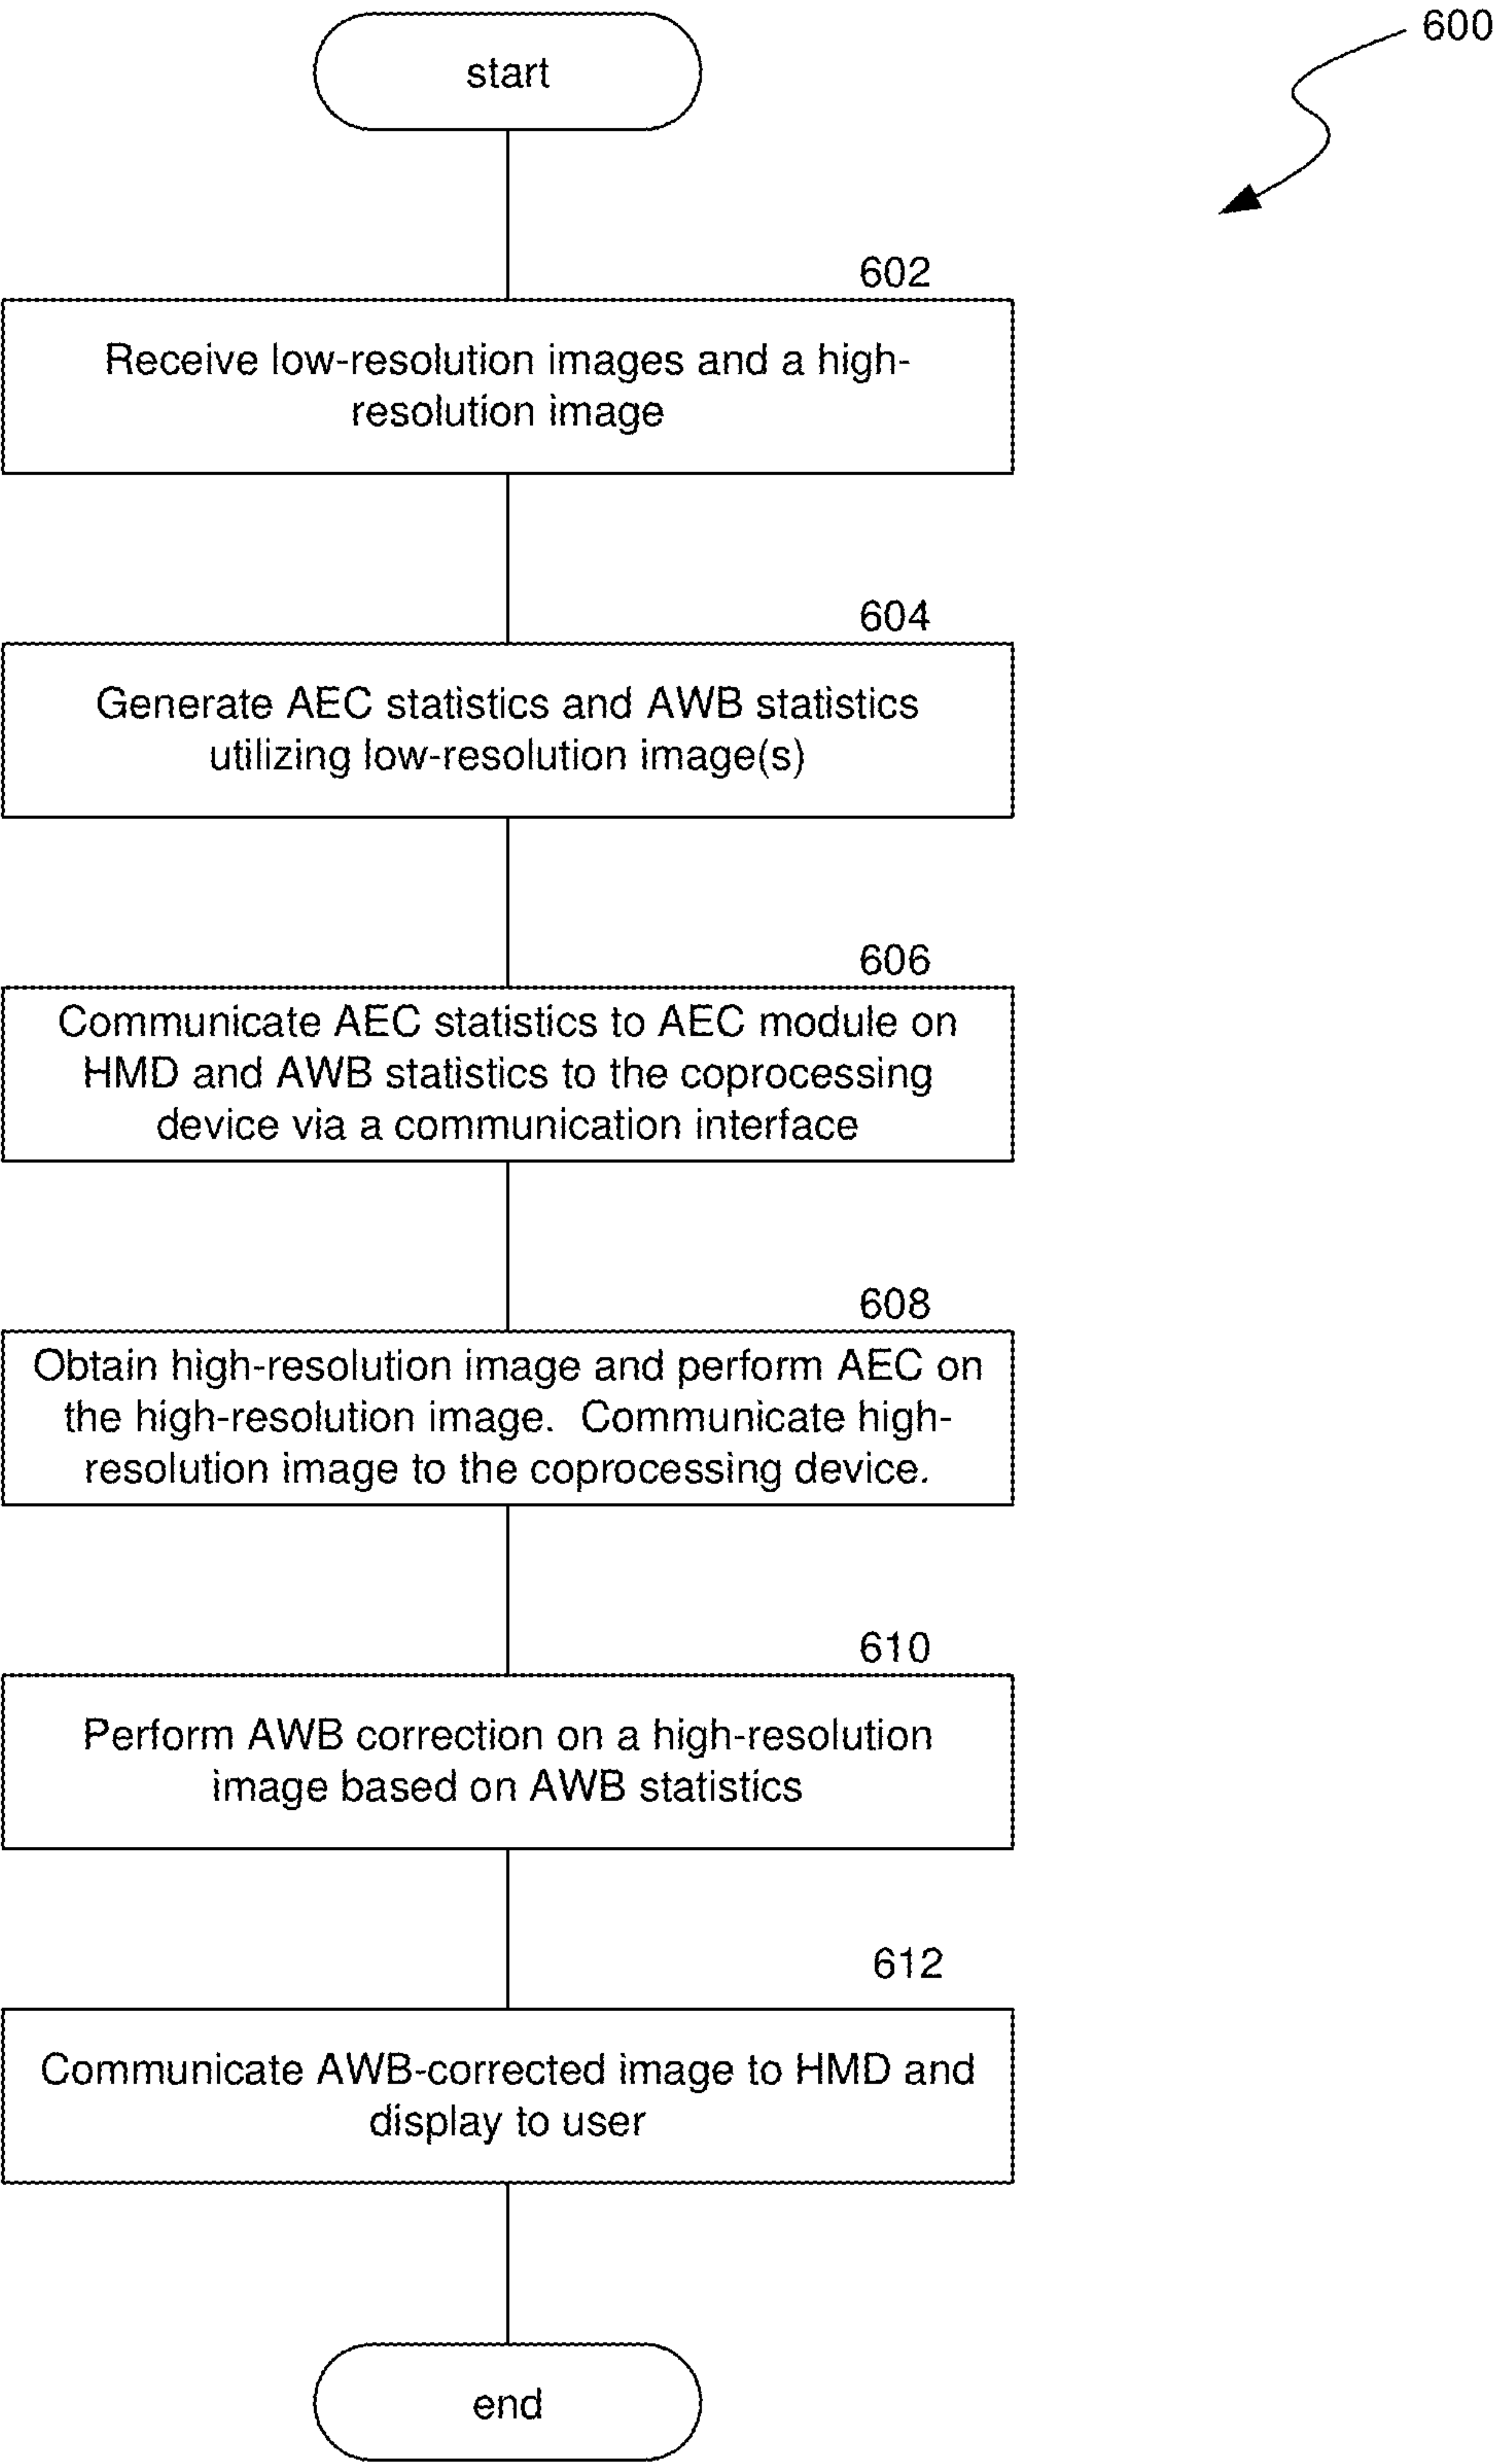 600
start
602
Receive low-resolution images and a high-
resolution image
604
Generate AEC statistics and AWB statistics
utilizing low-resolution image(s)
606
Communicate AEC statistics to AEC module on
HMD and AWB statistics to the coprocessing
device via a communication interface
608
Obtain high-resolution image and perform AEC on
the high-resolution image.  Communicate high-
resolution image to the coprocessing device.
610
Perform AWB correction on a high-resolution
image based on AWB statistics
612
Communicate AWB-corrected image to HMD and
display to user
end